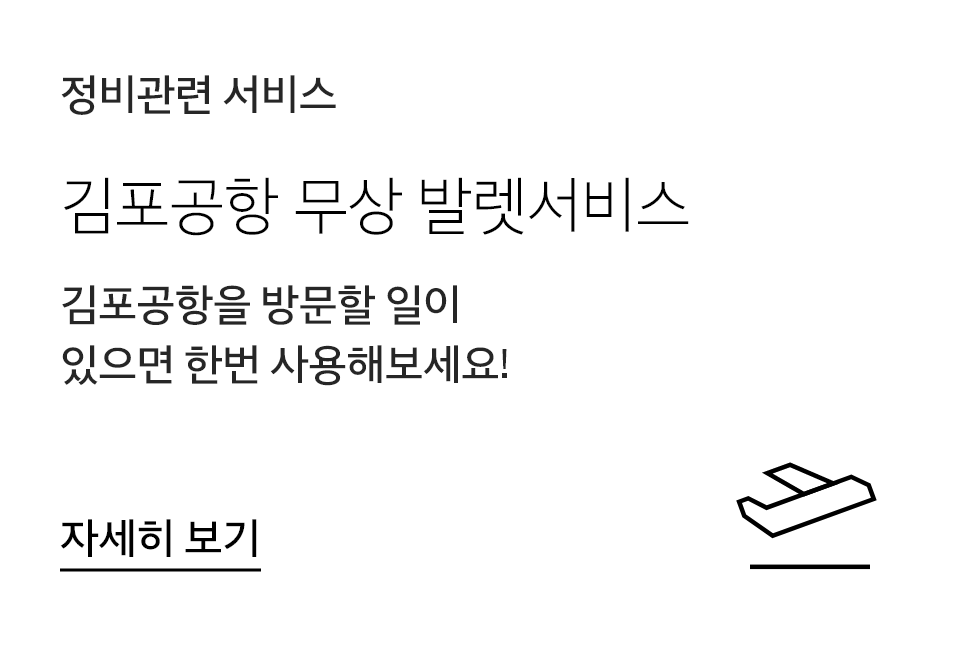 정비관련 서비스
김포공항 무상 발렛서비스
김포공항을 방문할 일이
있으면 한번 사용해보세요!
자세히 보기